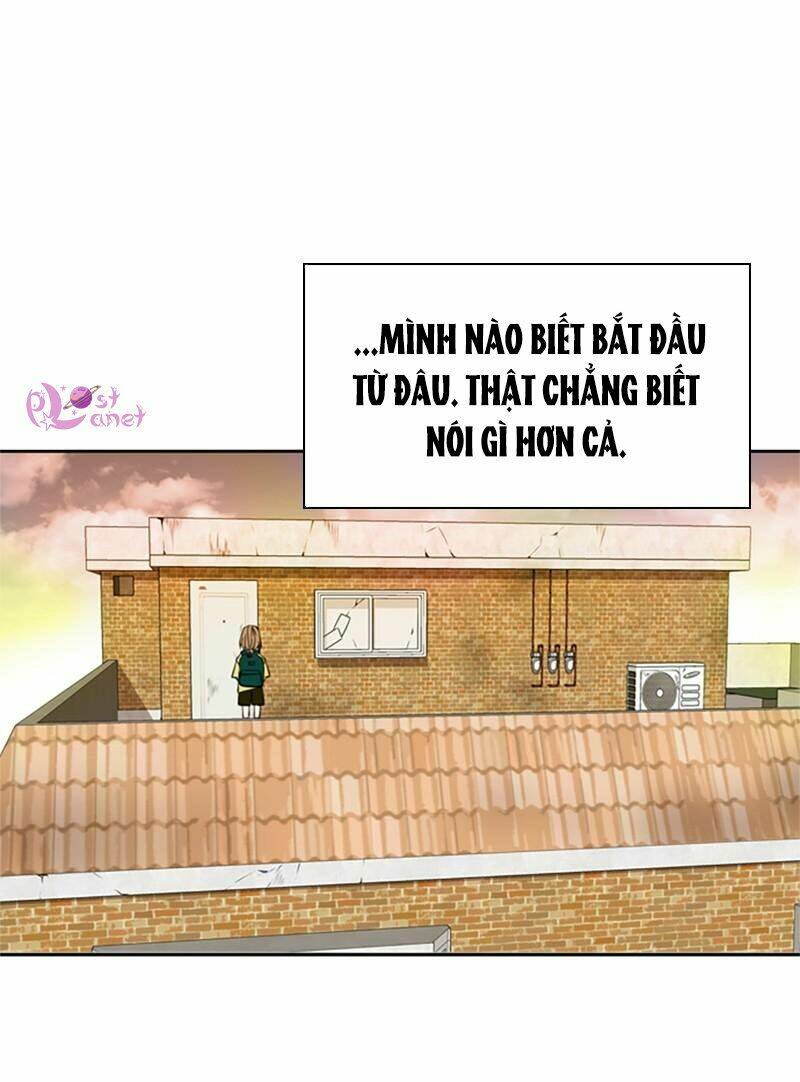 ...MÌNH NÀO BIẾT BẮT ĐẦU
TỪ ĐÂU. THẬT CHẲNG BIẾT
NÓI GÌ HƠN CẢ.
Lost
Planet